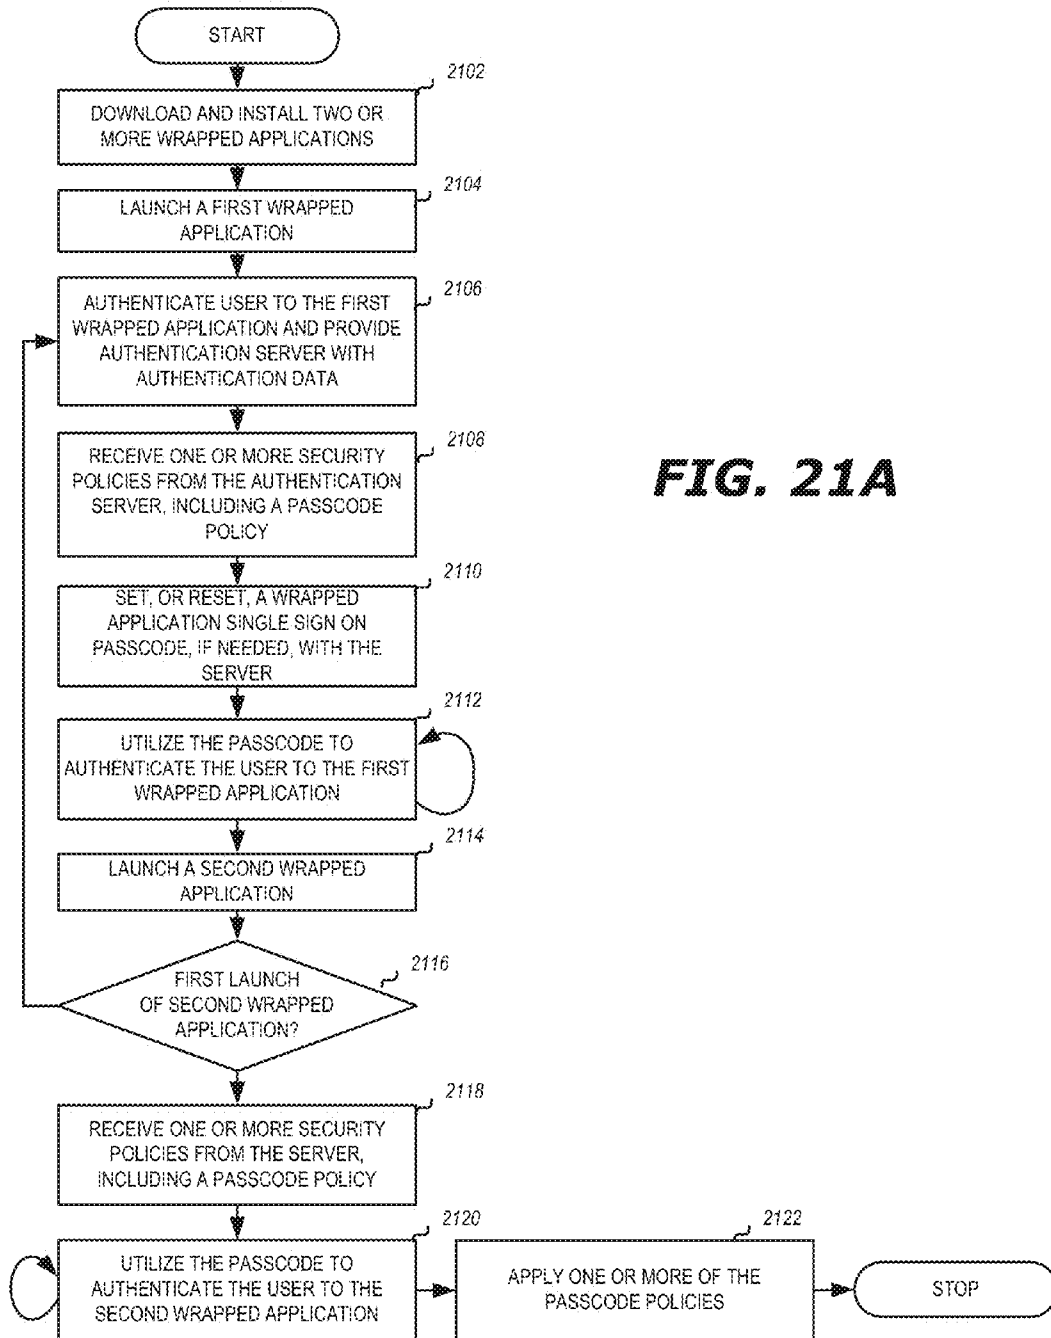 START
2102
DOWNLOAD AND INSTALL TWO OR
MORE WRAPPED APPLICATIONS
2104
LAUNCH A FIRST WRAPPED
APPLICATION
2106
AUTHENTICATE USER TO THE FIRST
WRAPPED APPLICATION AND PROVIDE
AUTHENTICATION SERVER WITH
AUTHENTICATION DATA
2108
RECEIVE ONE OR MORE SECURITY
POLICIES FROM THE AUTHENTICATION
SERVER, INCLUDING A PASSCODE
POLICY
FIG. 21A
2110
SET, OR RESET, A WRAPPED
APPLICATION SINGLE SIGN ON
PASSCODE, IF NEEDED, WITH THE
SERVER
2112
UTILIZE THE PASSCODE TO
AUTHENTICATE THE USER TO THE FIRST
WRAPPED APPLICATION
2114
LAUNCH A SECOND WRAPPED
APPLICATION
2116
FIRST LAUNCH
OF SECOND WRAPPED
APPLICATION?
2118
RECEIVE ONE OR MORE SECURITY
POLICIES FROM THE SERVER,
INCLUDING A PASSCODE POLICY
2120
UTILIZE THE PASSCODE TO
AUTHENTICATE THE USER TO THE
SECOND WRAPPED APPLICATION
2122
APPLY ONE OR MORE OF THE
PASSCODE POLICIES
STOP